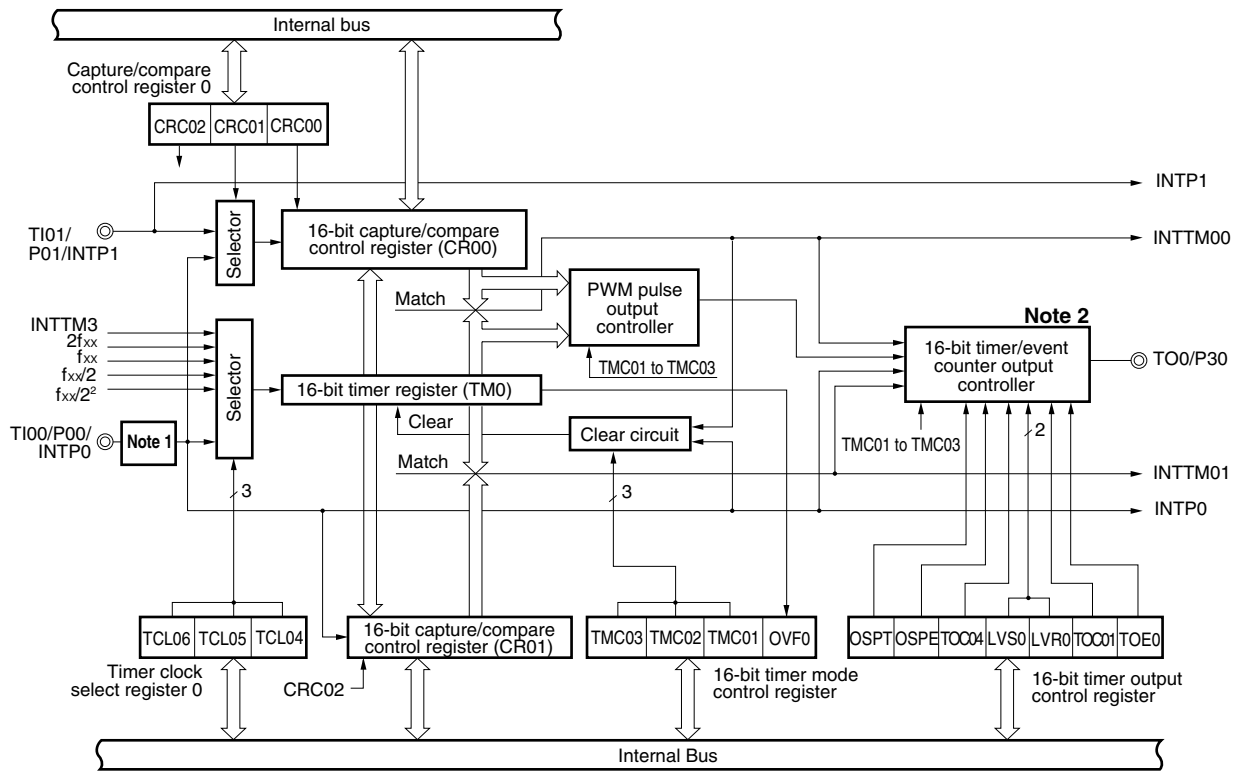 Internal bus
Capture/compare
control register 0
CRC02 CRC01 CRC00
INTP1
TI01/
P01/INTP1
Selector
16-bit capture/compare
control register (CR00)
INTTM00
Match
PWM pulse
output
controller
INTTM3
2fxx
fxx
fxx/2
fxx/2²
Selector
TMC01 to TMC03
Note 2
16-bit timer/event
counter output
controller
TO0/P30
16-bit timer register (TM0)
TI00/P00/
INTP0
Note 1
Clear
Clear circuit
TMC01 to TMC03
2
Match
INTTM01
3
3
INTP0
TCL06 TCL05 TCL04
16-bit capture/compare
control register (CR01)
TMC03 TMC02 TMC01 OVF0
OSPT OSPE TOC04 LVS0 LVR0 TOC01 TOE0
Timer clock
select register 0
CRC02
16-bit timer mode
control register
16-bit timer output
control register
Internal Bus